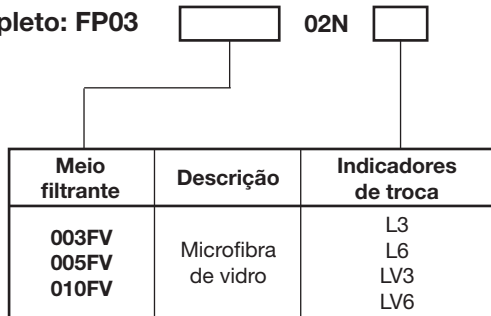 pleto: FP03 02N
Meio filtrante
Descrição
Indicadores de troca
003FV
005FV
010FV
Microfibra de vidro
L3
L6
LV3
LV6